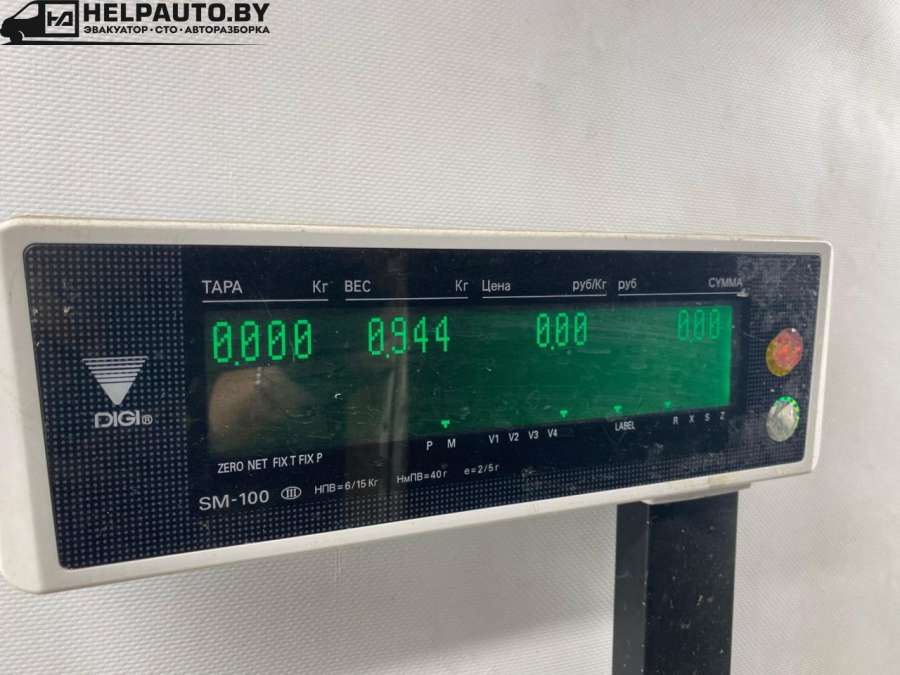 HELPAUTO.BY
ЭВАКУАТОР · СТО · АВТОРАЗБОРКА
ТАРА Кг ВЕС Кг Цена руб/Кг руб СУММА
0.000 0.944 0.00 0.00
DIGI®
P M V1 V2 V3 V4 LABEL R X S Z
ZERO NET FIX.T FIX P
SM-100 III НПВ=6/15 Кг НмПВ=40 г e=2/5 г